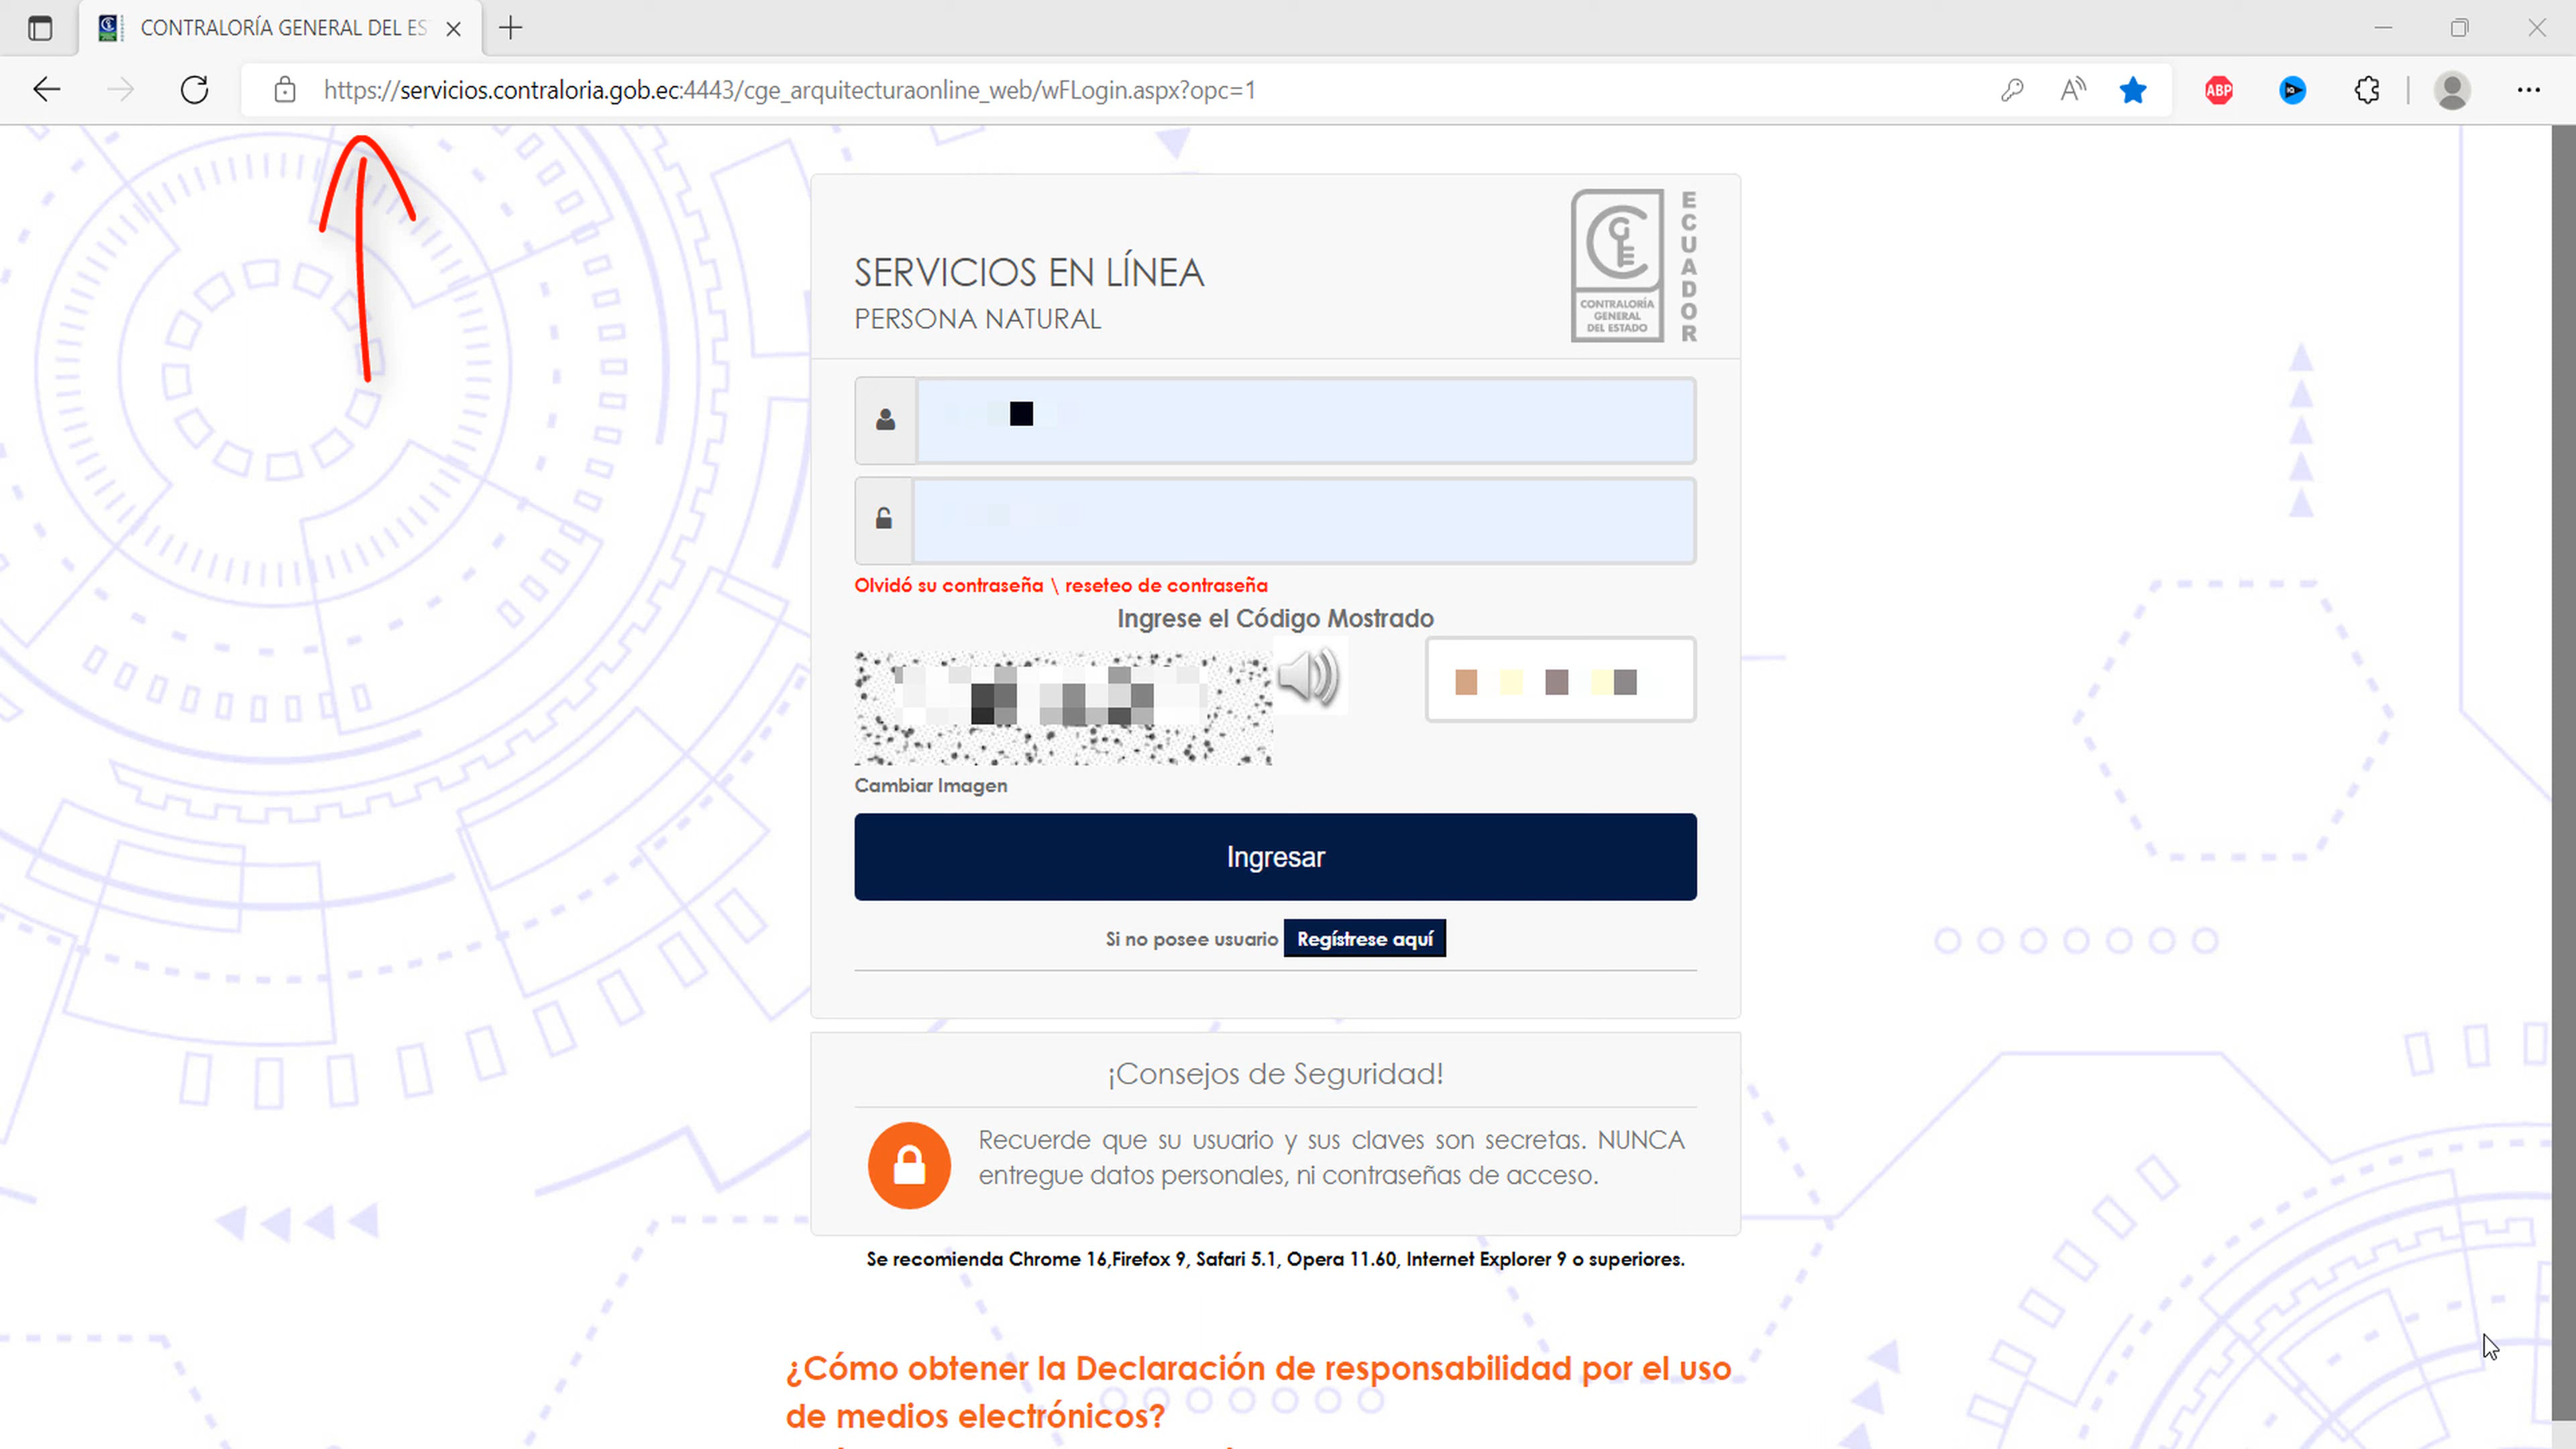 CONTRALORÍA GENERAL DEL ES
https://servicios.contraloria.gob.ec:4443/cge_arquitecturaonline_web/wFLogin.aspx?opc=1
ABP
SERVICIOS EN LÍNEA
PERSONA NATURAL
CGE
CONTRALORÍA
GENERAL
DEL ESTADO
ECUADOR
Olvidó su contraseña \ reseteo de contraseña
Ingrese el Código Mostrado
Cambiar Imagen
Ingresar
Si no posee usuario Regístrese aquí
¡Consejos de Seguridad!
Recuerde que su usuario y sus claves son secretas. NUNCA
entregue datos personales, ni contraseñas de acceso.
Se recomienda Chrome 16,Firefox 9, Safari 5.1, Opera 11.60, Internet Explorer 9 o superiores.
¿Cómo obtener la Declaración de responsabilidad por el uso
de medios electrónicos?